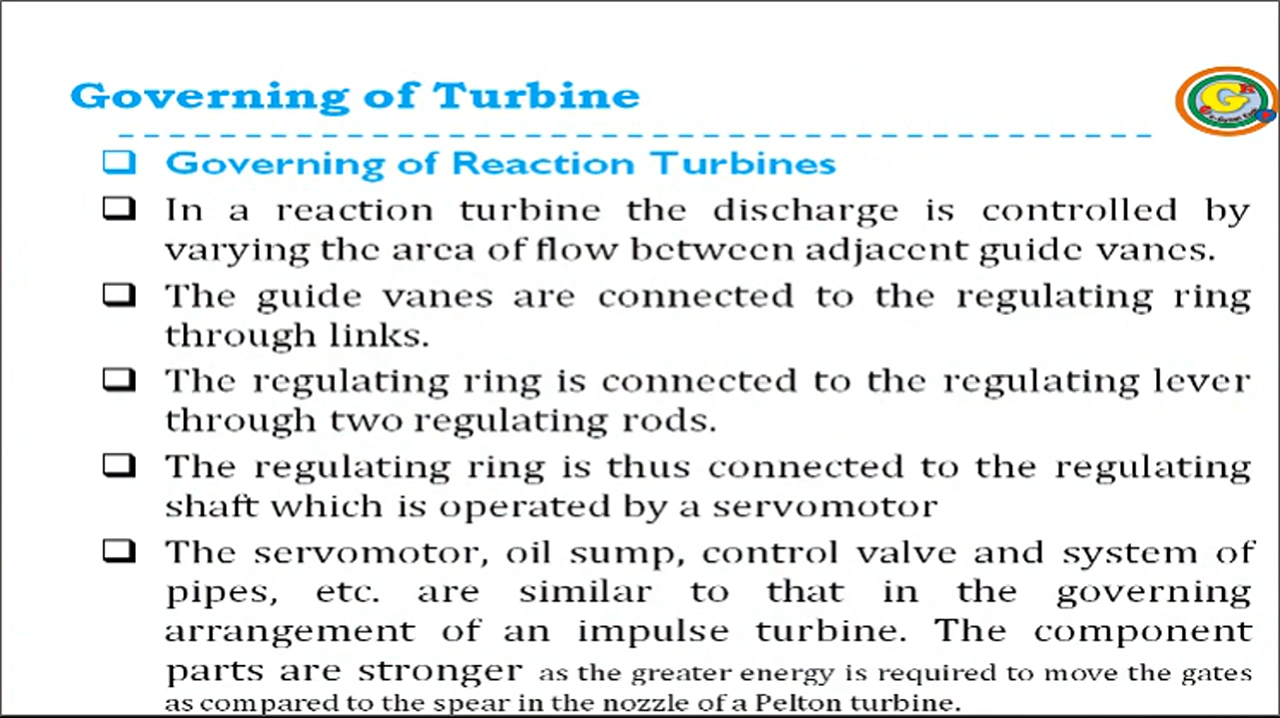 Governing of Turbine
Governing of Reaction Turbines
In a reaction turbine the discharge is controlled by
varying the area of flow between adjacent guide vanes.
The guide vanes are connected to the regulating ring
through links.
The regulating ring is connected to the regulating lever
through two regulating rods.
The regulating ring is thus connected to the regulating
shaft which is operated by a servomotor
The servomotor, oil sump, control valve and system of
pipes, etc. are similar to that in the governing
arrangement of an impulse turbine. The component
parts are stronger as the greater energy is required to move the gates
as compared to the spear in the nozzle of a Pelton turbine.